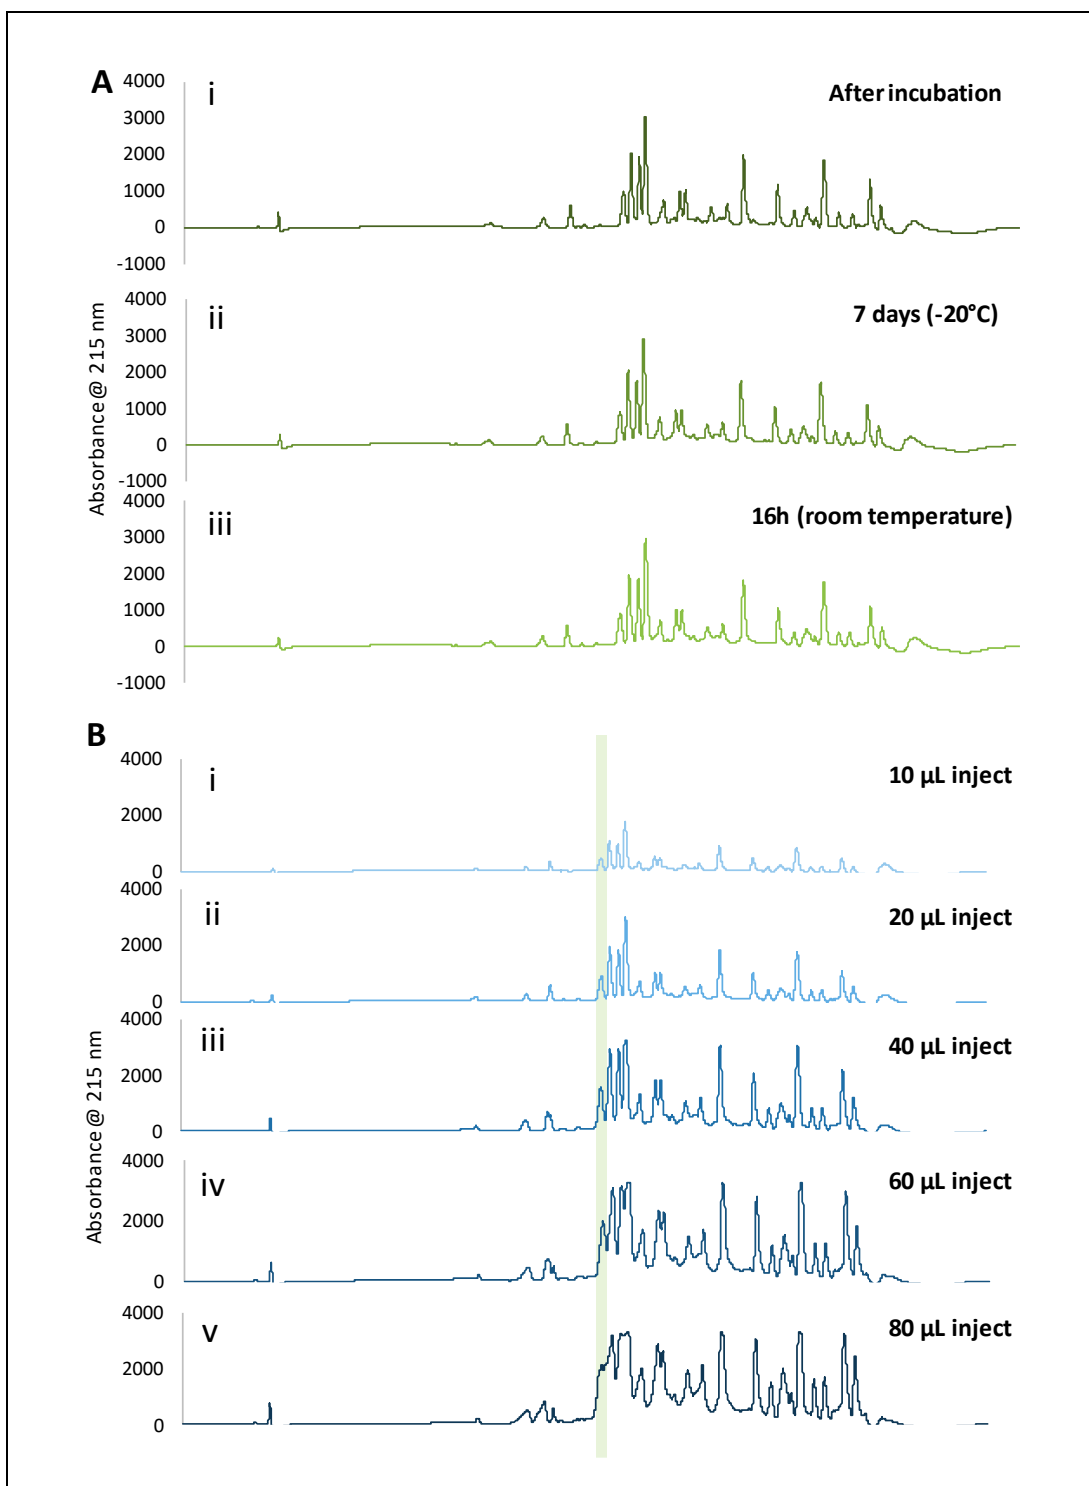 A
4000
3000
2000
1000
0
-1000
i
After incubation
4000
3000
2000
1000
0
-1000
ii
7 days (-20°C)
Absorbance @ 215 nm
4000
3000
2000
1000
0
-1000
iii
16h (room temperature)
B
4000
2000
0
i
10 µL inject
4000
2000
0
ii
20 µL inject
4000
2000
0
iii
40 µL inject
Absorbance @ 215 nm
4000
2000
0
iv
60 µL inject
4000
2000
0
v
80 µL inject